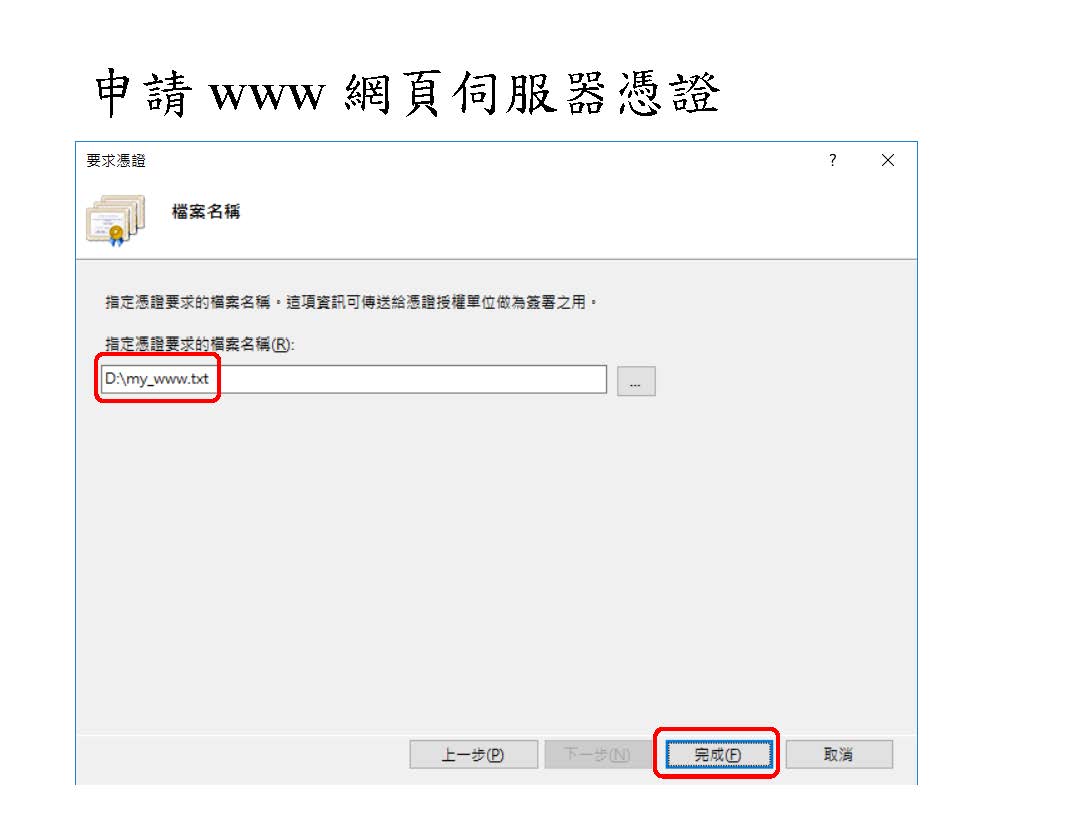 申請 www 網頁伺服器憑證
要求憑證
?
檔案名稱
指定憑證要求的檔案名稱。這項資訊可傳送給憑證授權單位做為簽署之用。
指定憑證要求的檔案名稱(R):
D:\my_www.txt
...
上一步(P) 下一步(N) 完成(F) 取消